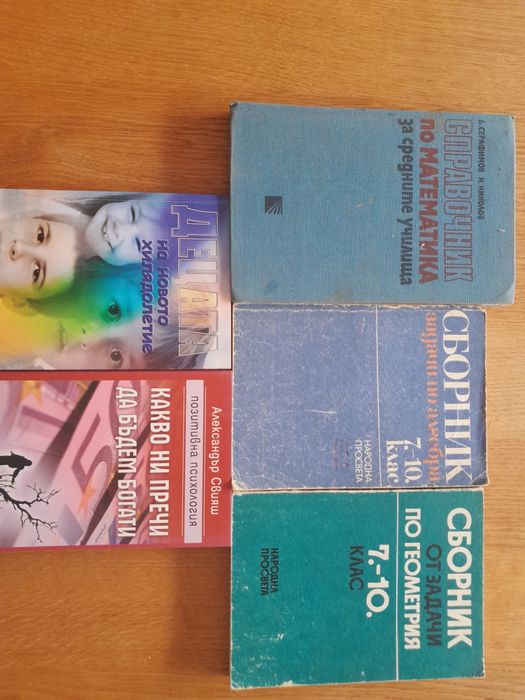 ДЕЦАТА
на новото
хилядолетие
Александър Свияш
позитивна психология
КАКВО НИ ПРЕЧИ
ДА БЪДЕМ БОГАТИ
Д. СЕРАФИМОВ Н. НИКОЛОВ
СПРАВОЧНИК
ПО МАТЕМАТИКА
за средните училища
СБОРНИК
задачи по алгебра
7.-10.
клас
НАРОДНА
ПРОСВЕТА
СБОРНИК
ОТ ЗАДАЧИ
ПО ГЕОМЕТРИЯ
7.-10.
КЛАС
НАРОДНА
ПРОСВЕТА